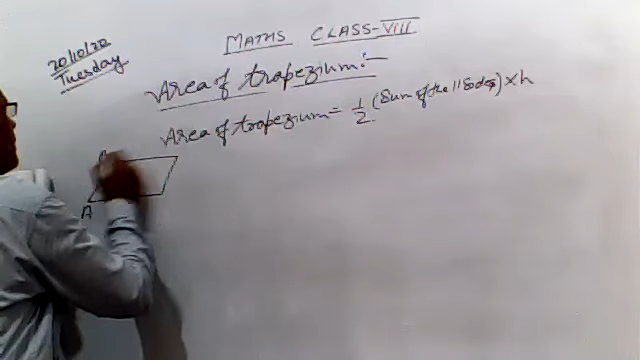 MATHS CLASS-VIII
20/10/20
Tuesday
Area of trapezium:-
Area of trapezium = 1/2 (Sum of the || sides) × h
A